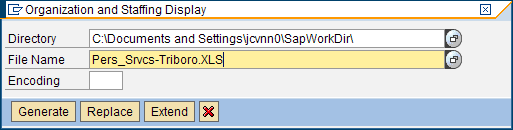 Organization and Staffing Display
Directory C:\Documents and Settings\jcvnn0\SapWorkDir\
File Name Pers_Srvcs-Triboro.XLS
Encoding
Generate Replace Extend